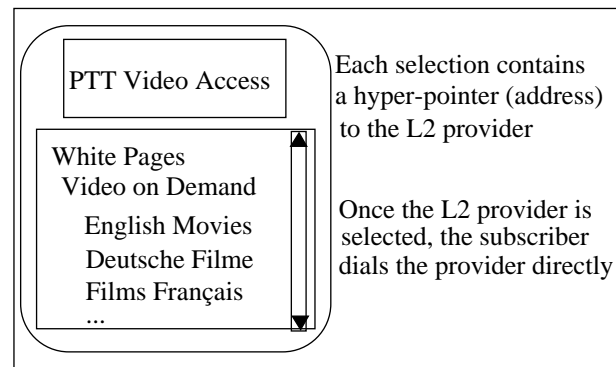 PTT Video Access
White Pages
Video on Demand
English Movies
Deutsche Filme
Films Français
...
Each selection contains
a hyper-pointer (address)
to the L2 provider
Once the L2 provider is
selected, the subscriber
dials the provider directly